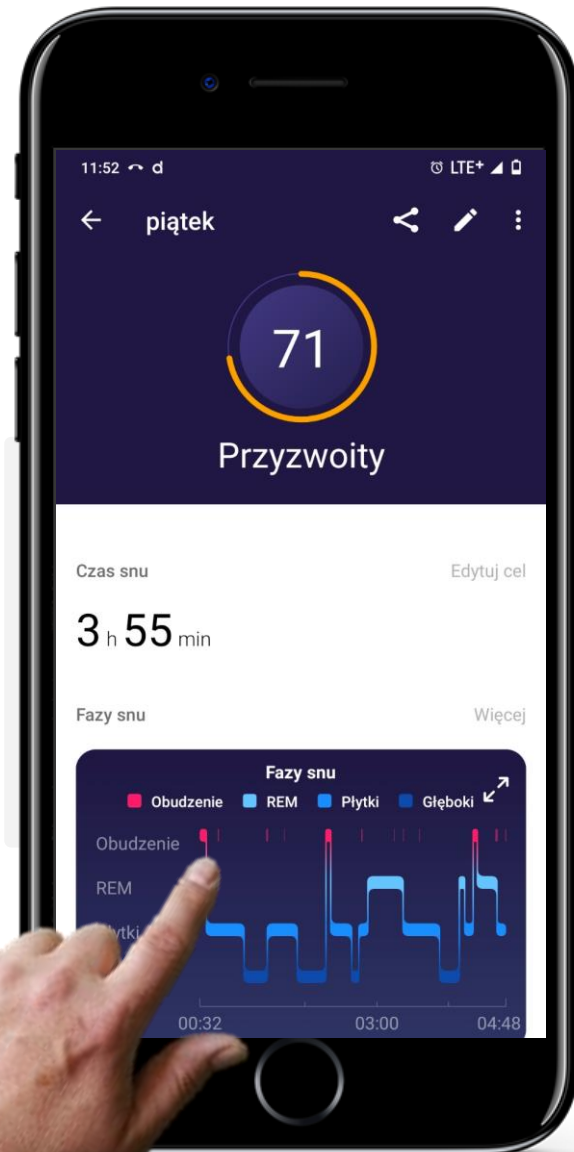 11:52 d LTE+
piątek
71
Przyzwoity
Czas snu Edytuj cel
3 h 55 min
Fazy snu Więcej
Fazy snu
Obudzenie REM Płytki Głęboki
Obudzenie
REM
00:32 03:00 04:48